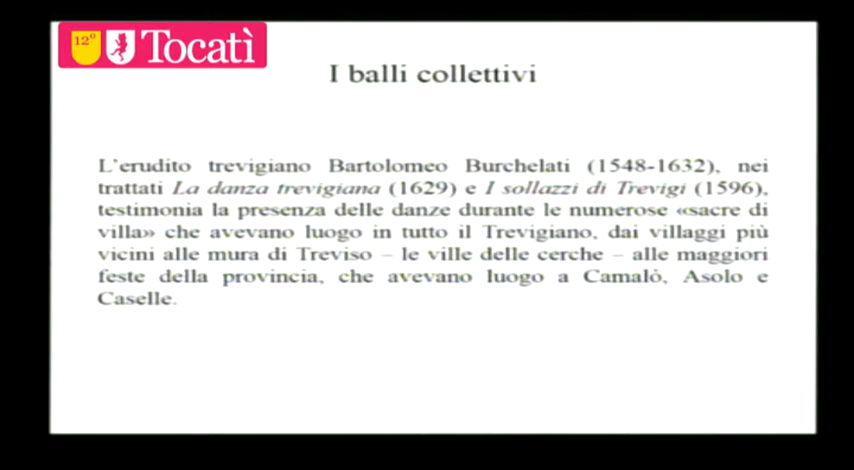 12º Tocatì
I balli collettivi
L'erudito trevigiano Bartolomeo Burchelati (1548-1632), nei
trattati La danza trevigiana (1629) e I sollazzi di Trevigi (1596),
testimonia la presenza delle danze durante le numerose «sacre di
villa» che avevano luogo in tutto il Trevigiano, dai villaggi più
vicini alle mura di Treviso – le ville delle cerche – alle maggiori
feste della provincia, che avevano luogo a Camalò, Asolo e
Caselle.